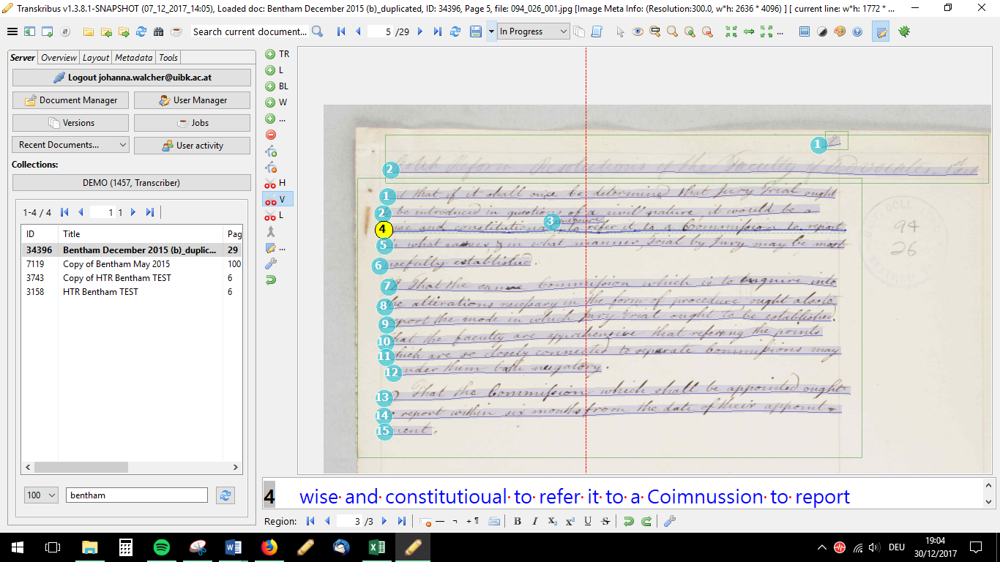 Transkribus v1.3.8.1-SNAPSHOT (07_12_2017_14:05), Loaded doc: Bentham December 2015 (b)_duplicated, ID: 34396, Page 5, file: 094_026_001.jpg [Image Meta Info: (Resolution:300.0, w*h: 2636 * 4096) ] [ current line: w*h: 1772 * ...
Search current document... 5 /29 In Progress ...
Server Overview Layout Metadata Tools
Logout johanna.walcher@uibk.ac.at
Document Manager User Manager
Versions Jobs
Recent Documents... User activity
Collections:
DEMO (1457, Transcriber)
1-4 / 4 1 1
ID Title Pag
34396 Bentham December 2015 (b)_duplic... 29
7119 Copy of Bentham May 2015 100
3743 Copy of HTR Bentham TEST 6
3158 HTR Bentham TEST 6
100 bentham
TR
L
BL
W
...
H
V
L
...
1
2 Resolutions of the Faculty of Advocates
1 that if it shall once be determined that Jury Trial ought
2 be introduced in questions of a civil nature, it would be a
3
4 wise and constitutional to refer it to a Commission to report
5 what cases, & in what manner, Trial by Jury may be most
6 usefully established.
7 That the same Commission which is to enquire into
8 the alterations necessary in the form of procedure, ought also to
9 report the mode in which Jury Trial ought to be established.
10 that the faculty are apprehensive that refering the points
11 which are so closely connected to separate Commissions may
12 render them both nugatory.
13 That the Commission which shall be appointed ought
14 report within six months from the date of their appoint-
15 ment.
94
26
4 wise· and· constitutioual· to· refer· it· to· a· Coimnussion· to· report
Region: 3 /3 B I X2 X2 U S
DEU 19:04
30/12/2017